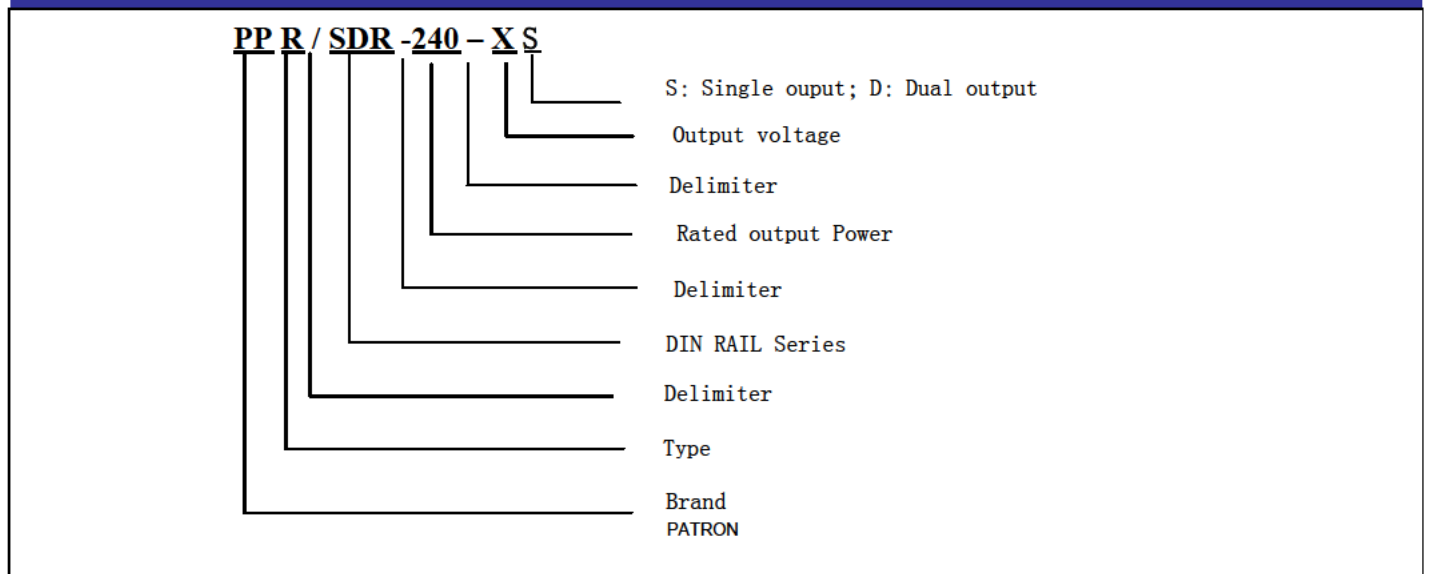 PP R / SDR -240 – X S
S: Single ouput; D: Dual output
Output voltage
Delimiter
Rated output Power
Delimiter
DIN RAIL Series
Delimiter
Type
Brand
PATRON